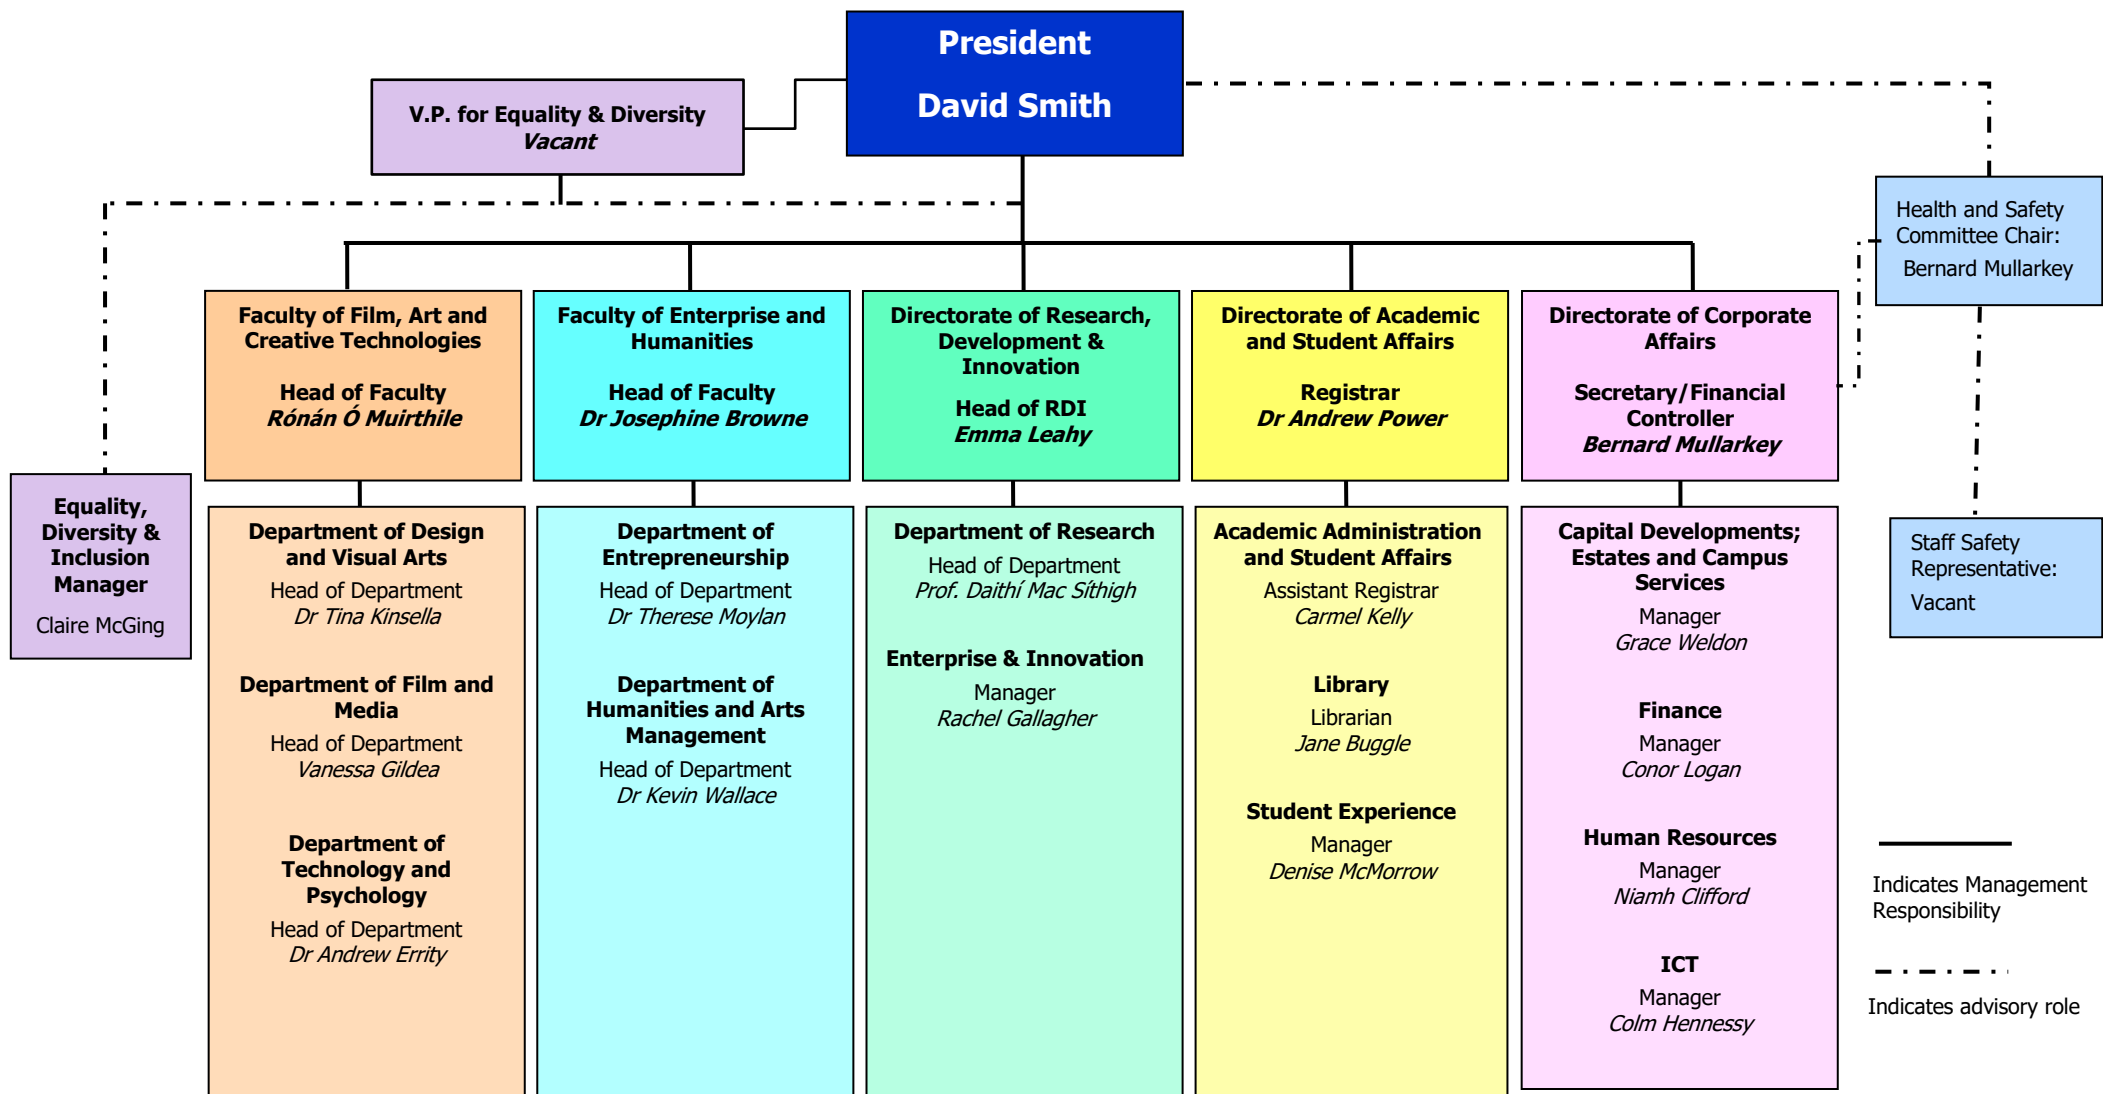 President
David Smith
V.P. for Equality & Diversity
Vacant
Health and Safety
Committee Chair:
Bernard Mullarkey
Faculty of Film, Art and
Creative Technologies
Head of Faculty
Rónán Ó Muirthile
Faculty of Enterprise and
Humanities
Head of Faculty
Dr Josephine Browne
Directorate of Research,
Development &
Innovation
Head of RDI
Emma Leahy
Directorate of Academic
and Student Affairs
Registrar
Dr Andrew Power
Directorate of Corporate
Affairs
Secretary/Financial
Controller
Bernard Mullarkey
Equality,
Diversity &
Inclusion
Manager
Claire McGing
Department of Design
and Visual Arts
Head of Department
Dr Tina Kinsella
Department of Film and
Media
Head of Department
Vanessa Gildea
Department of
Technology and
Psychology
Head of Department
Dr Andrew Errity
Department of
Entrepreneurship
Head of Department
Dr Therese Moylan
Department of
Humanities and Arts
Management
Head of Department
Dr Kevin Wallace
Department of Research
Head of Department
Prof. Daithí Mac Síthigh
Enterprise & Innovation
Manager
Rachel Gallagher
Academic Administration
and Student Affairs
Assistant Registrar
Carmel Kelly
Library
Librarian
Jane Buggle
Student Experience
Manager
Denise McMorrow
Capital Developments;
Estates and Campus
Services
Manager
Grace Weldon
Finance
Manager
Conor Logan
Human Resources
Manager
Niamh Clifford
ICT
Manager
Colm Hennessy
Staff Safety
Representative:
Vacant
Indicates Management
Responsibility
Indicates advisory role